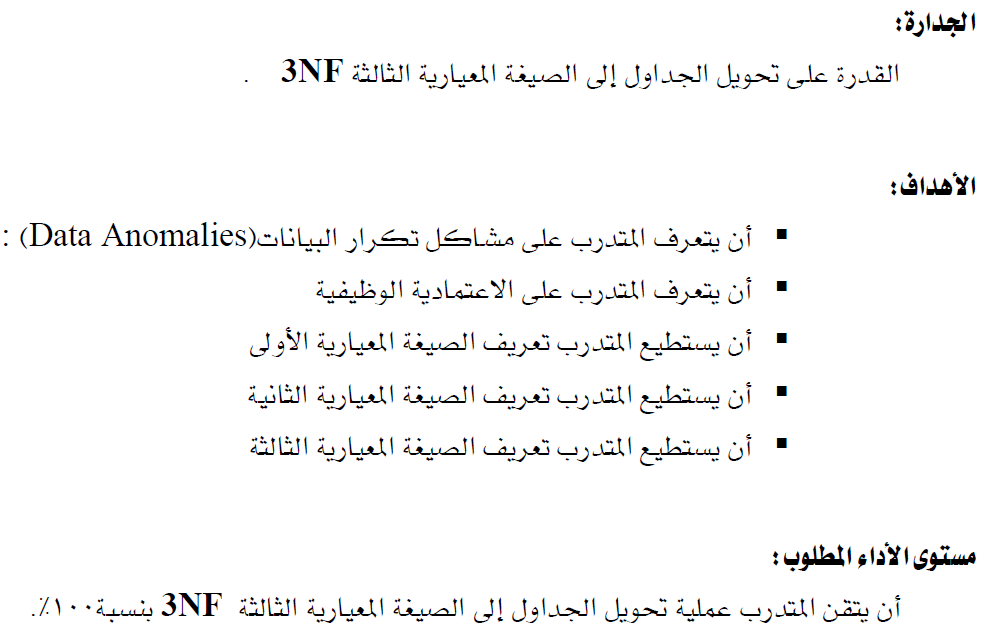 الجدارة:
القدرة على تحويل الجداول إلى الصيغة المعيارية الثالثة 3NF .
الأهداف:
▪ أن يتعرف المتدرب على مشاكل تكرار البيانات(Data Anomalies) :
▪ أن يتعرف المتدرب على الاعتمادية الوظيفية
▪ أن يستطيع المتدرب تعريف الصيغة المعيارية الأولى
▪ أن يستطيع المتدرب تعريف الصيغة المعيارية الثانية
▪ أن يستطيع المتدرب تعريف الصيغة المعيارية الثالثة
مستوى الأداء المطلوب:
أن يتقن المتدرب عملية تحويل الجداول إلى الصيغة المعيارية الثالثة 3NF بنسبة١٠٠٪.